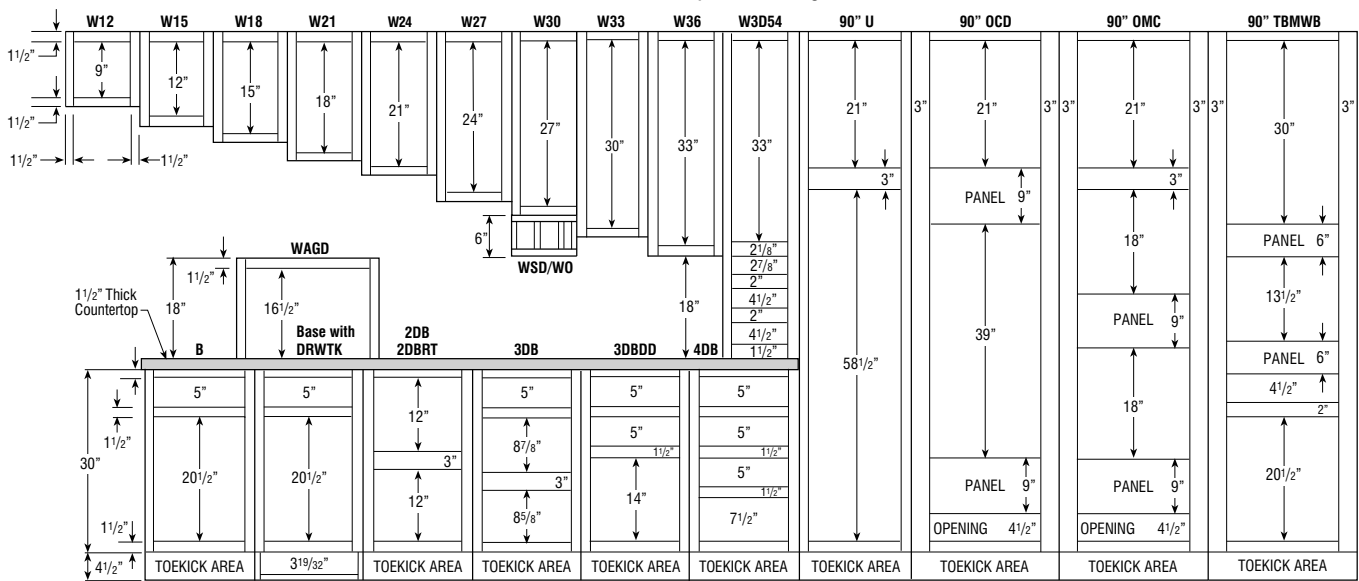 W12 W15 W18 W21 W24 W27 W30 W33 W36 W3D54 90” U 90” OCD 90” OMC 90” TBMWB
11/2”
9”
12”
15”
18”
21”
24”
27”
30”
33”
33”
21”
3”
21”
3” 3”
21”
3” 3”
30”
3”
11/2”
11/2”
11/2”
3”
PANEL 9”
3”
6”
WSD/WO
18”
PANEL 6”
21/8”
27/8”
2”
41/2”
2”
41/2”
11/2”
WAGD
11/2”
18”
161/2”
18”
11/2” Thick
Countertop
39”
PANEL 9”
131/2”
PANEL 6”
41/2”
2”
B
Base with
DRWTK
2DB
2DBRT
3DB
3DBDD
4DB
581/2”
18”
5”
5”
12”
5”
5”
5”
11/2”
30”
201/2”
201/2”
3”
12”
87/8”
3”
85/8”
5”
11/2”
14”
5”
11/2”
5”
11/2”
71/2”
PANEL 9”
PANEL 9”
201/2”
11/2”
OPENING 41/2”
OPENING 41/2”
41/2”
TOEKICK AREA
319/32”
TOEKICK AREA
TOEKICK AREA
TOEKICK AREA
TOEKICK AREA
TOEKICK AREA
TOEKICK AREA
TOEKICK AREA
TOEKICK AREA